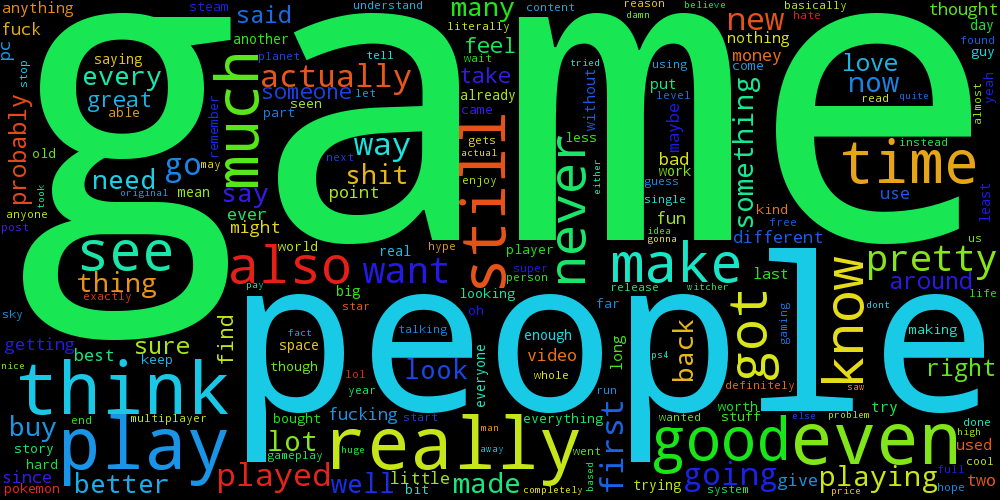 game
people
anything
steam
understand
content
reason
damn
basically
believe
fuck
said
many
literally
new
hate
thought
day
pc
saying
another
feel
nothing
found
guy
stop
every
planet
tell
wait
tried
using
money
come
love
yeah
great
much
actually
take
put
now
able
someone
let
already
level
read
quite
almost
probably
remember
seen
part
came
without
maybe
something
instead
old
way
gets
less
time
need
go
may
next
shit
actual
bad
work
original
mean
point
enjoy
either
guess
use
took
say
still
never
single
least
anyone
ever
fun
kind
free
post
might
idea
gonna
different
us
see
world
real
hype
player
thing
also
want
super
person
make
last
pretty
exactly
pay
big
looking
release
witcher
around
life
sky
star
oh
far
know
dont
getting
find
fact
talking
enough
got
gaming
making
sure
space
look
video
long
back
nice
best
keep
though
whole
ps4
right
think
lol
year
everyone
run
definitely
saw
buy
end
multiplayer
bought
fucking
start
everything
wanted
worth
stuff
else
problem
try
done
high
play
lot
really
man
went
first
good
even
story
gameplay
huge
away
used
hard
cool
since
better
played
well
little
made
based
trying
going
give
playing
full
two
pokemon
bit
completely
system
price
hope